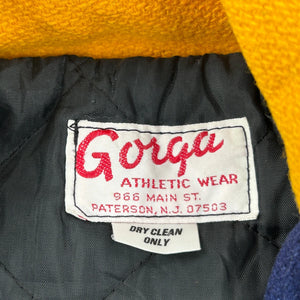 Gorga
ATHLETIC WEAR
966 MAIN ST.
PATERSON, N.J. 07503
DRY CLEAN
ONLY